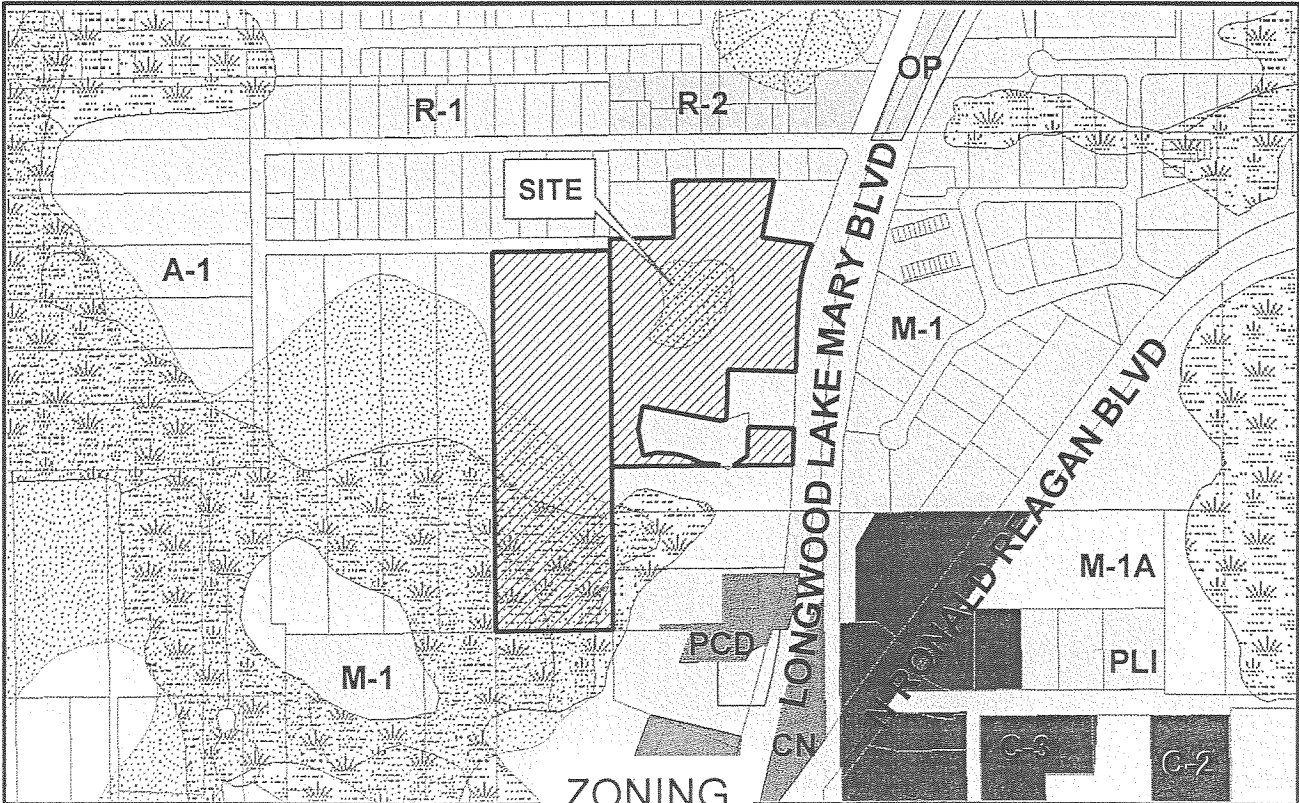 OP
R-1
R-2
SITE
A-1
LONGWOOD LAKE MARY BLVD
M-1
RONALD REAGAN BLVD
M-1A
PCD
PLI
M-1
CN
C-3
C-2
ZONING